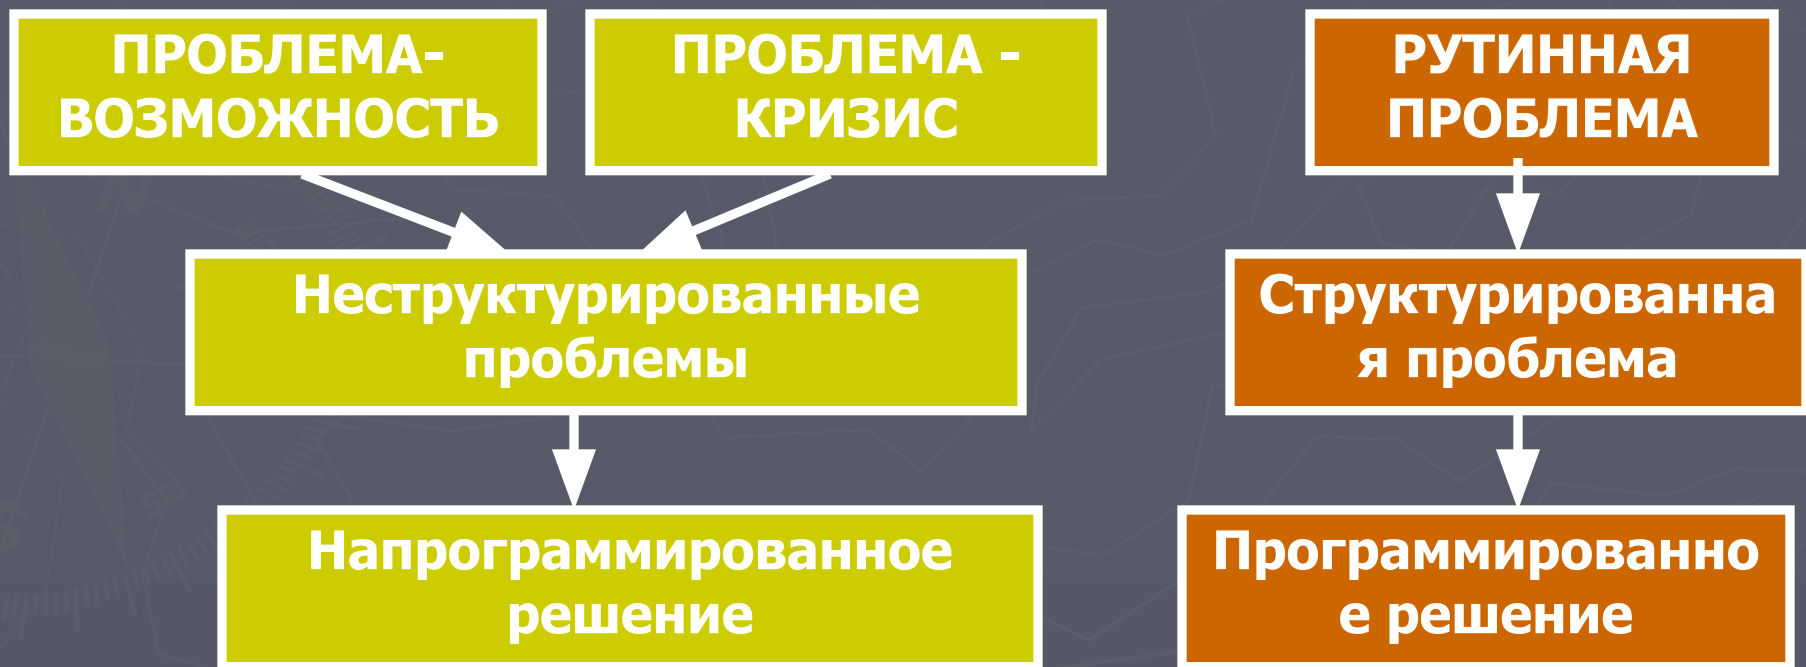 ПРОБЛЕМА-
ВОЗМОЖНОСТЬ
ПРОБЛЕМА -
КРИЗИС
РУТИННАЯ
ПРОБЛЕМА
Неструктурированные
проблемы
Структурированна
я проблема
Напрограммированное
решение
Программированно
е решение